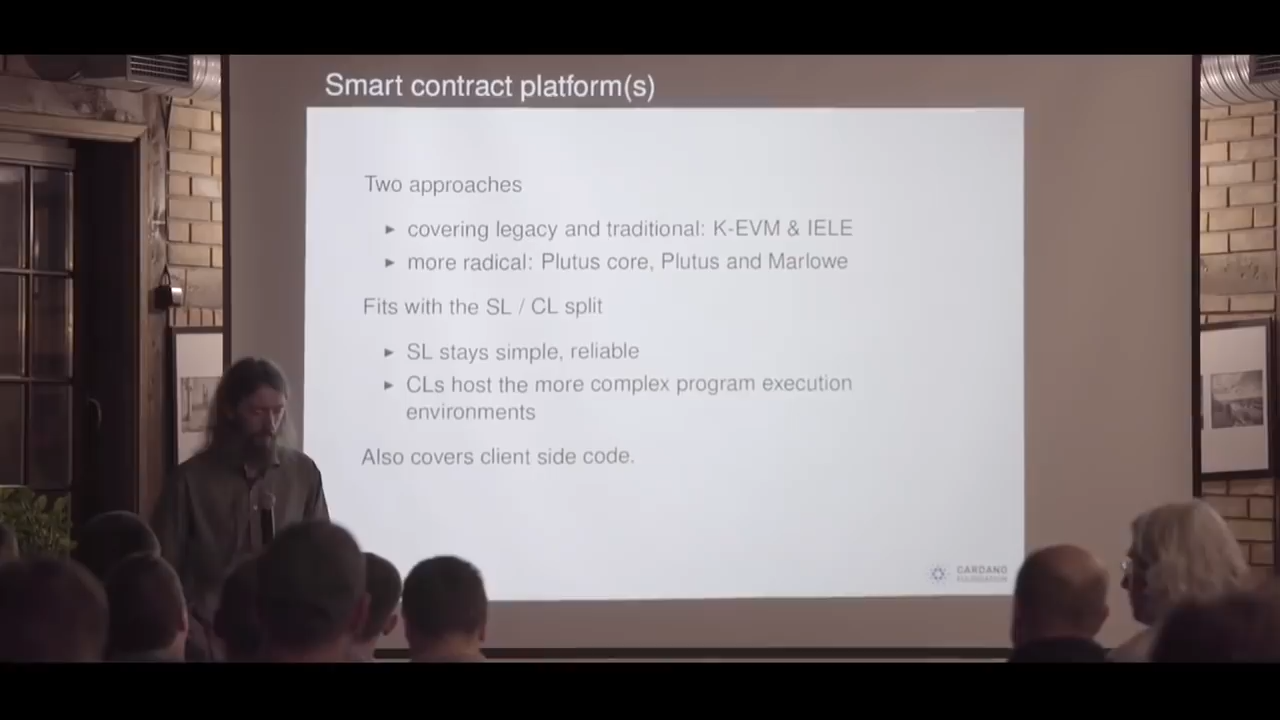 Smart contract platform(s)
Two approaches
► covering legacy and traditional: K-EVM & IELE
► more radical: Plutus core, Plutus and Marlowe
Fits with the SL / CL split
► SL stays simple, reliable
► CLs host the more complex program execution
environments
Also covers client side code.
CARDANO
FOUNDATION